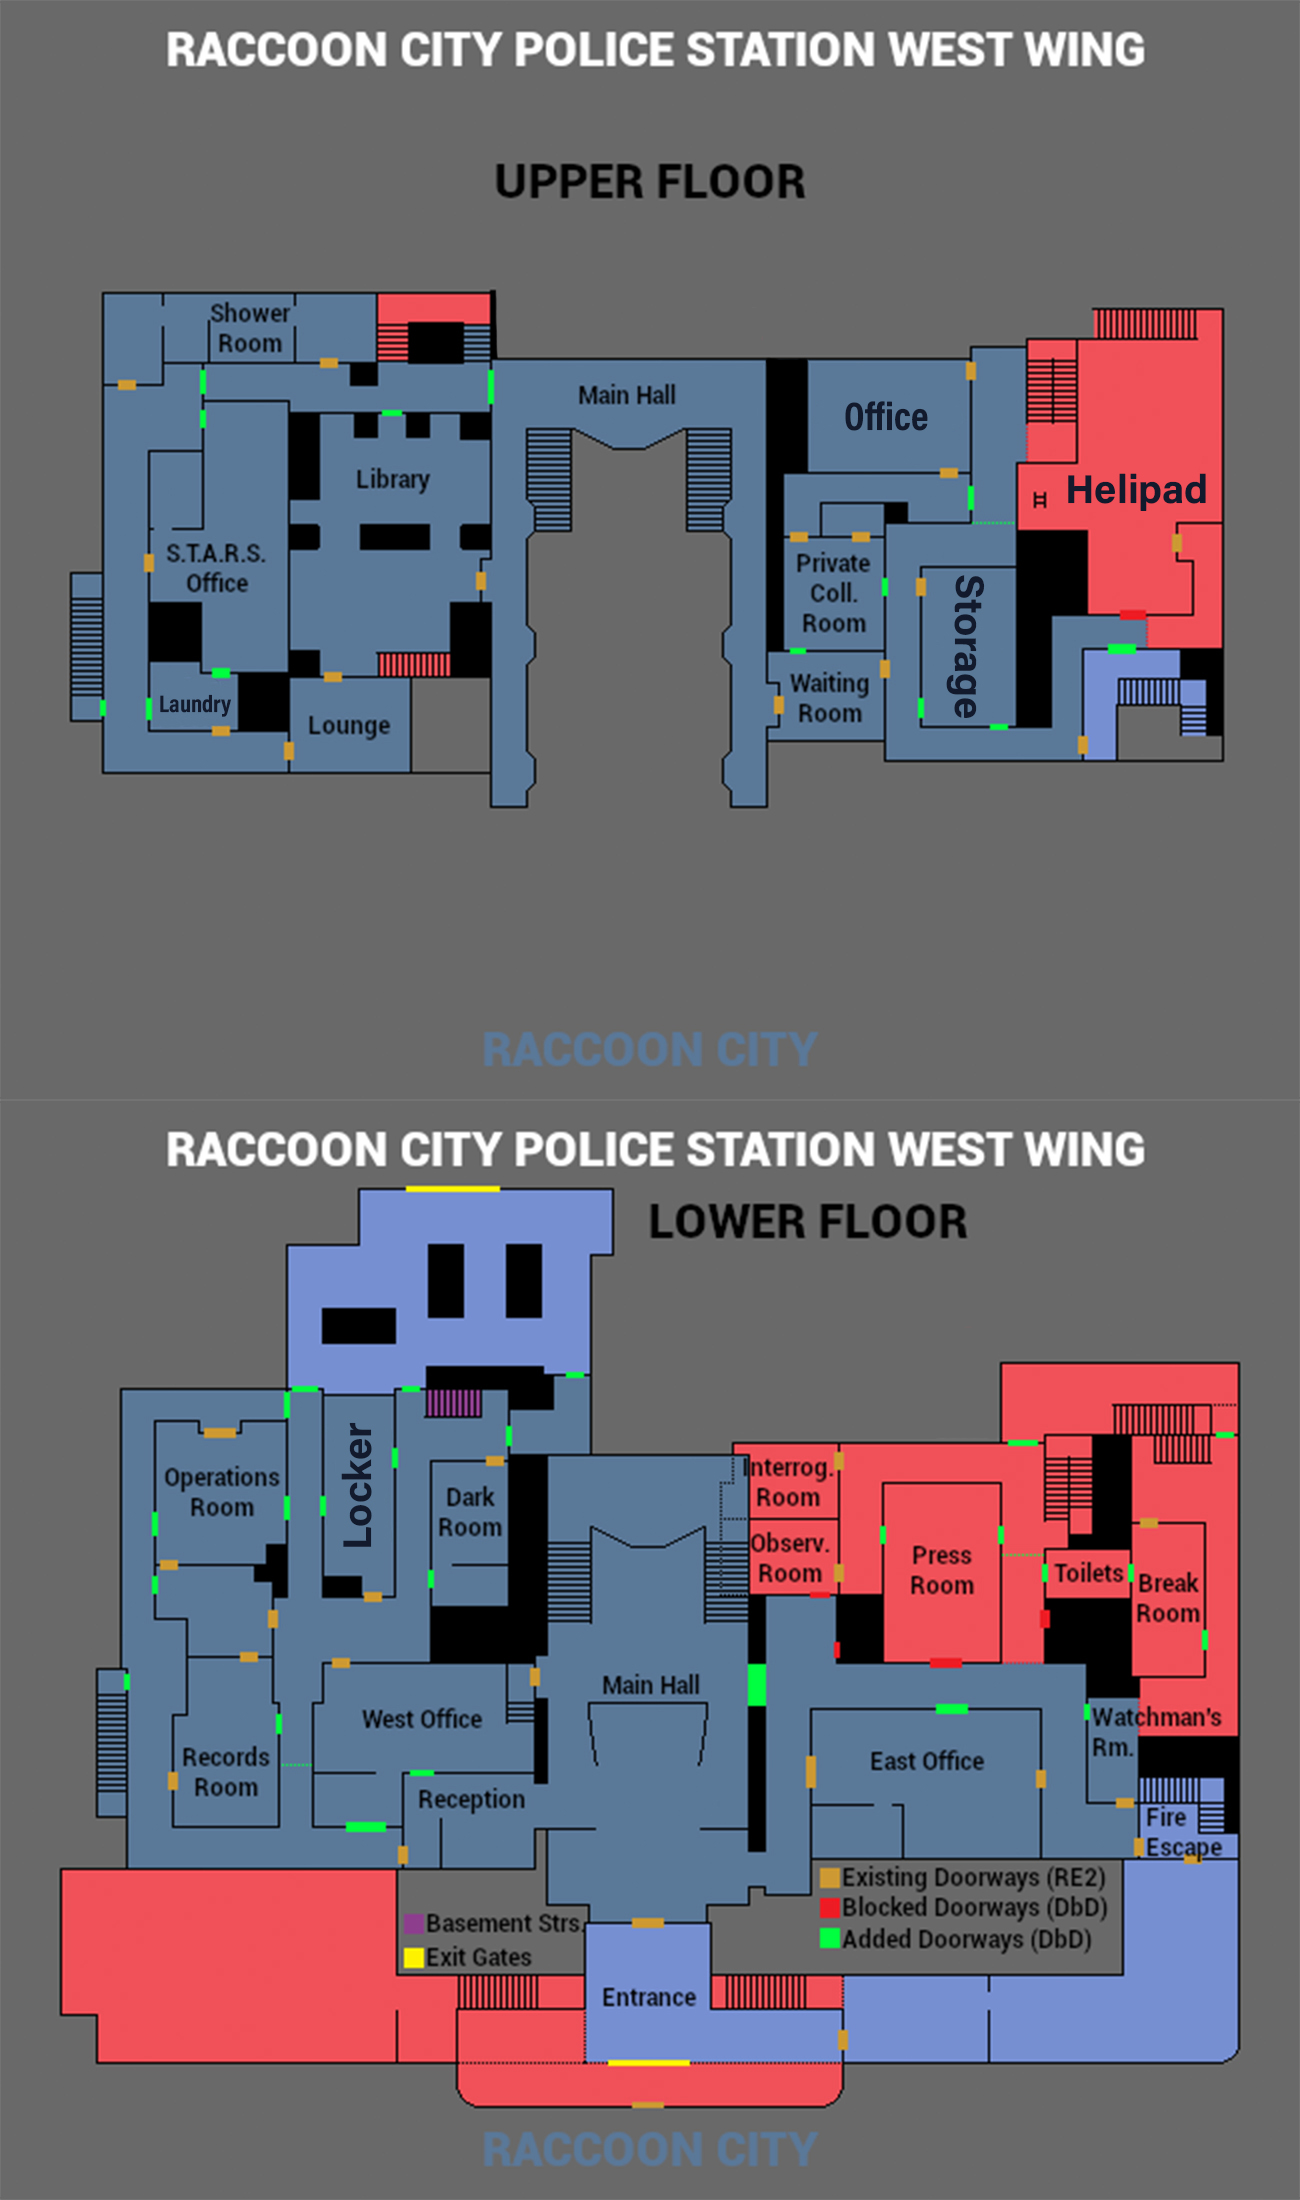 RACCOON CITY POLICE STATION WEST WING
UPPER FLOOR
Shower
Room
Main Hall
Office
Library
Helipad
S.T.A.R.S.
Office
Private
Coll.
Room
Storage
Waiting
Room
Laundry
Lounge
RACCOON CITY
RACCOON CITY POLICE STATION WEST WING
LOWER FLOOR
Operations
Room
Locker
Dark
Room
Interrog.
Room
Observ.
Room
Press
Room
Toilets
Break
Room
Main Hall
West Office
Watchman's
Rm.
Records
Room
East Office
Reception
Fire
Escape
Existing Doorways (RE2)
Blocked Doorways (DbD)
Added Doorways (DbD)
Basement Strs.
Exit Gates
Entrance
RACCOON CITY